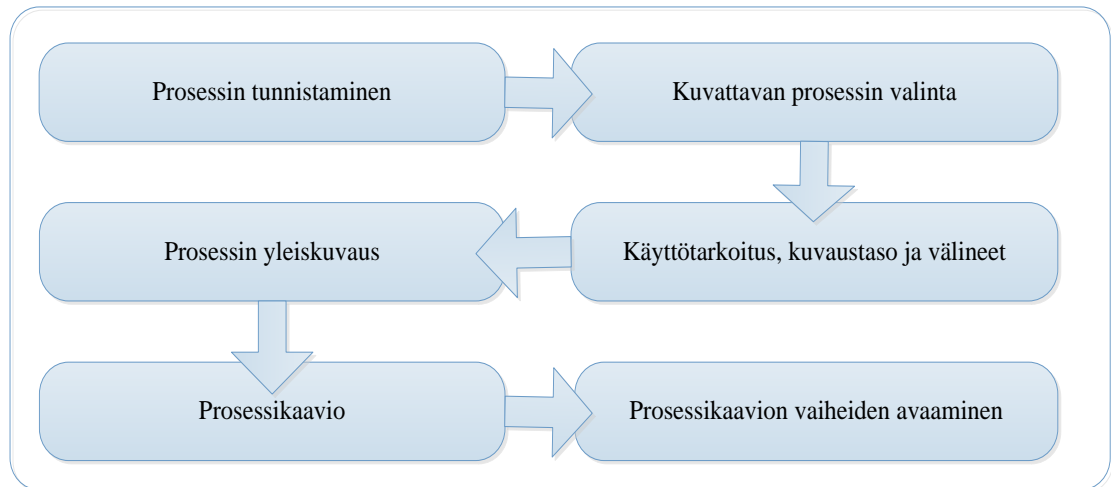 Prosessin tunnistaminen
Kuvattavan prosessin valinta
Käyttötarkoitus, kuvaustaso ja välineet
Prosessin yleiskuvaus
Prosessikaavio
Prosessikaavion vaiheiden avaaminen